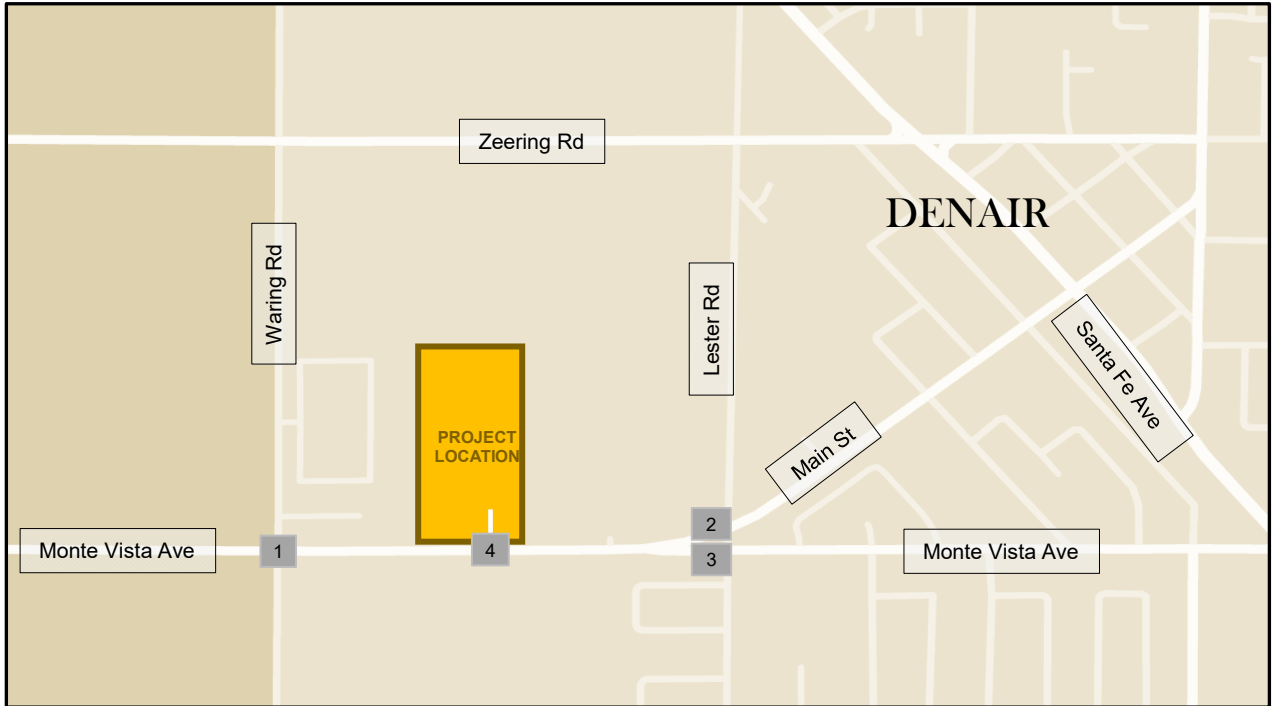 Zeering Rd
DENAIR
Waring Rd
Lester Rd
Santa Fe Ave
PROJECT
LOCATION
Main St
2
Monte Vista Ave
1
4
3
Monte Vista Ave